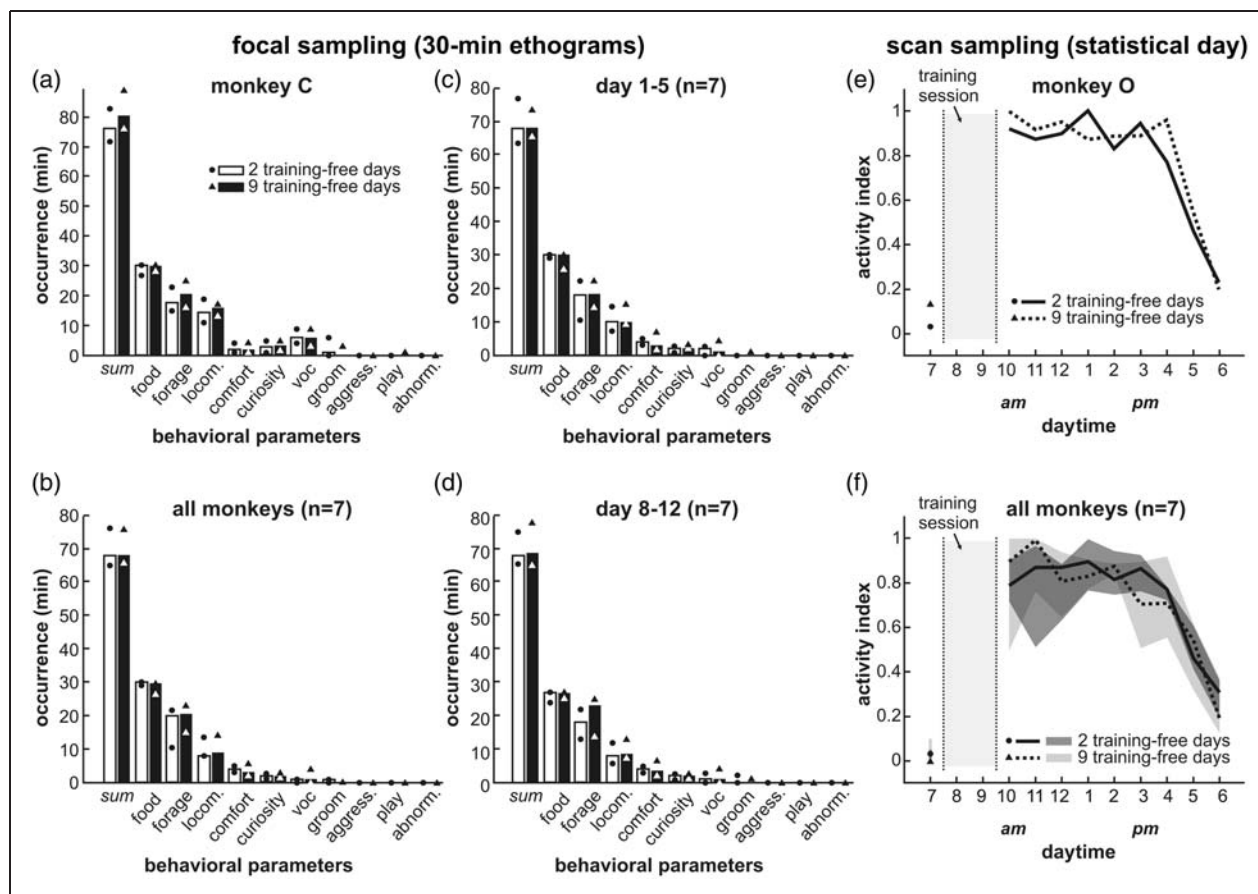 focal sampling (30-min ethograms)
scan sampling (statistical day)
(a)
monkey C
80
70
60
50
40
30
20
10
0
occurrence (min)
2 training-free days
9 training-free days
sum
food
forage
locom.
comfort
curiosity
voc
groom
aggress.
play
abnorm.
behavioral parameters
(c)
day 1-5 (n=7)
80
70
60
50
40
30
20
10
0
occurrence (min)
sum
food
forage
locom.
comfort
curiosity
voc
groom
aggress.
play
abnorm.
behavioral parameters
(e)
training
session
monkey O
1
0.8
0.6
0.4
0.2
0
activity index
2 training-free days
9 training-free days
7 8 9 10 11 12 1 2 3 4 5 6
am pm
daytime
(b)
all monkeys (n=7)
80
70
60
50
40
30
20
10
0
occurrence (min)
sum
food
forage
locom.
comfort
curiosity
voc
groom
aggress.
play
abnorm.
behavioral parameters
(d)
day 8-12 (n=7)
80
70
60
50
40
30
20
10
0
occurrence (min)
sum
food
forage
locom.
comfort
curiosity
voc
groom
aggress.
play
abnorm.
behavioral parameters
(f)
training
session
all monkeys (n=7)
1
0.8
0.6
0.4
0.2
0
activity index
2 training-free days
9 training-free days
7 8 9 10 11 12 1 2 3 4 5 6
am pm
daytime